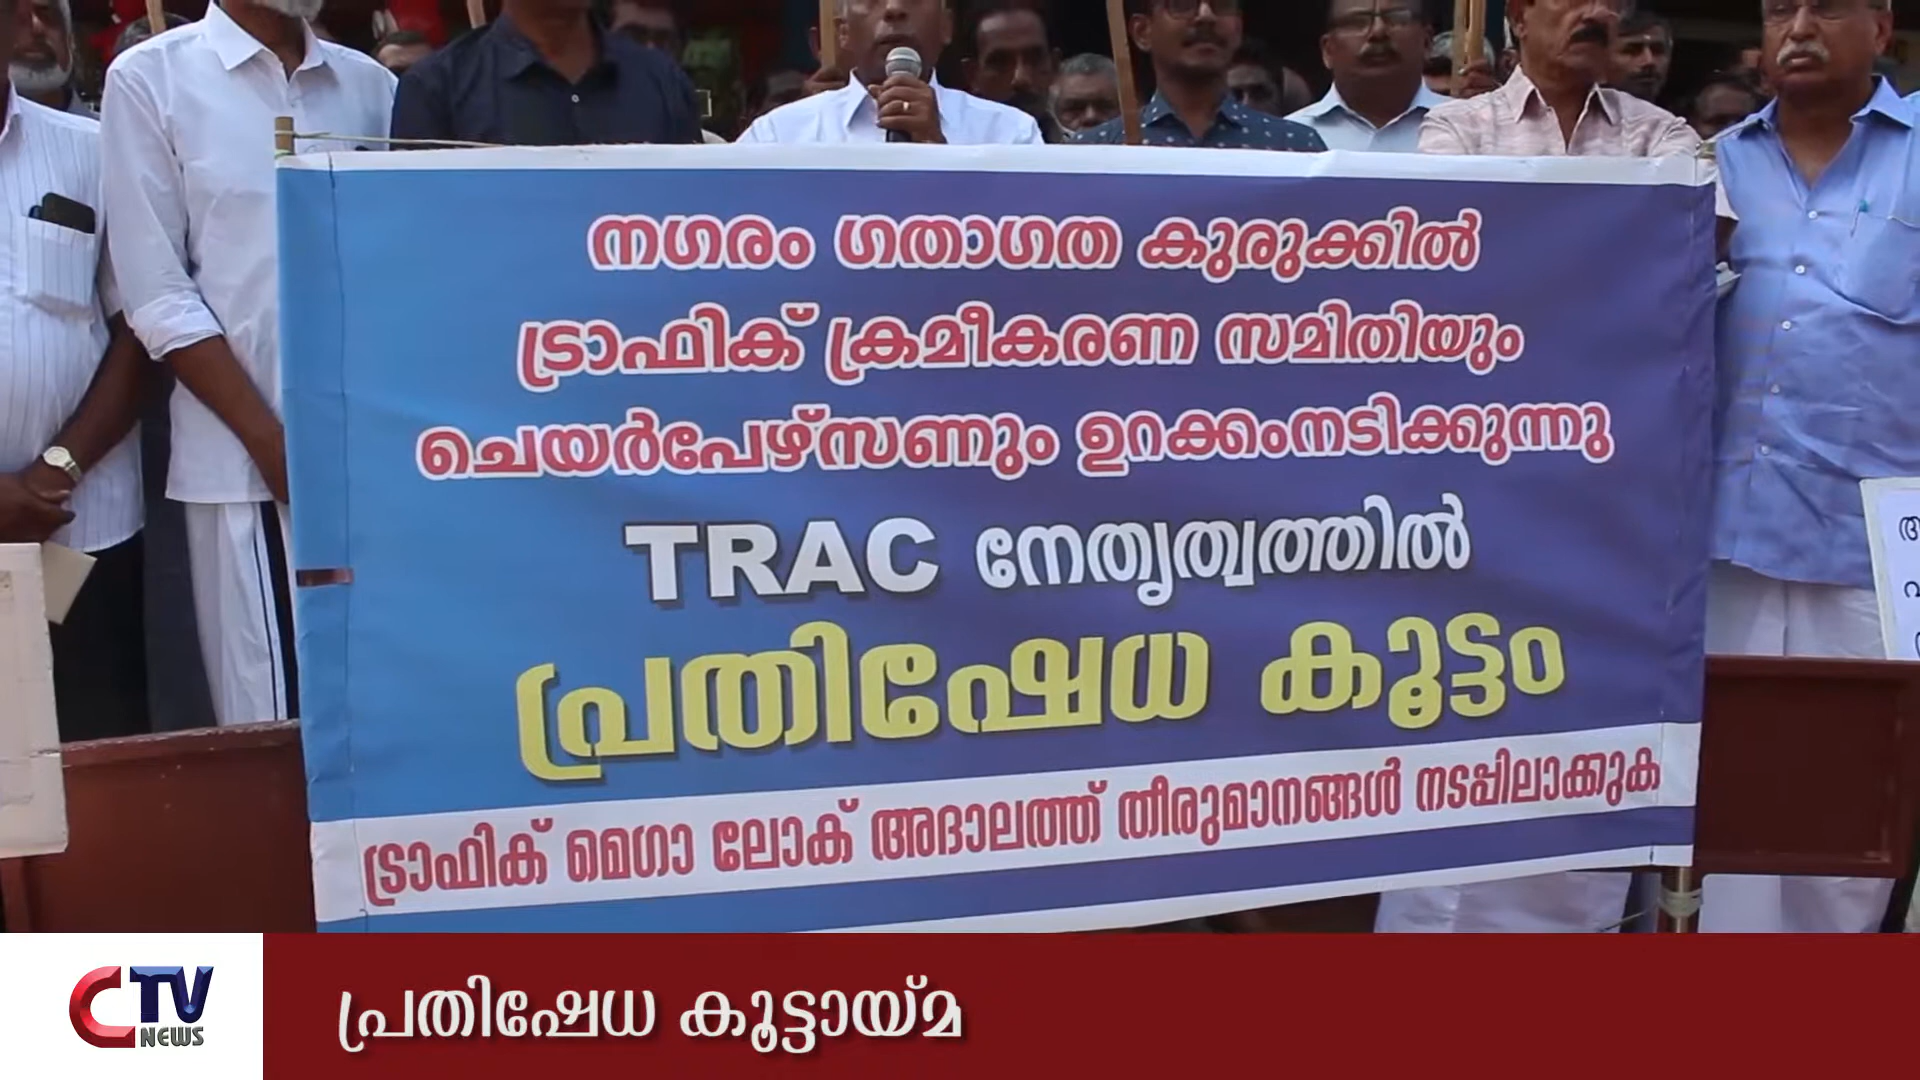 നഗരം ഗതാഗത കുരുക്കിൽ
ട്രാഫിക് ക്രമീകരണ സമിതിയും
ചെയർപേഴ്സണും ഉറക്കംനടിക്കുന്നു
TRAC നേതൃത്വത്തിൽ
പ്രതിഷേധ കൂട്ടം
ട്രാഫിക് മെഗാ ലോക് അദാലത്ത് തീരുമാനങ്ങൾ നടപ്പിലാക്കുക
CTV NEWS
പ്രതിഷേധ കൂട്ടായ്മ